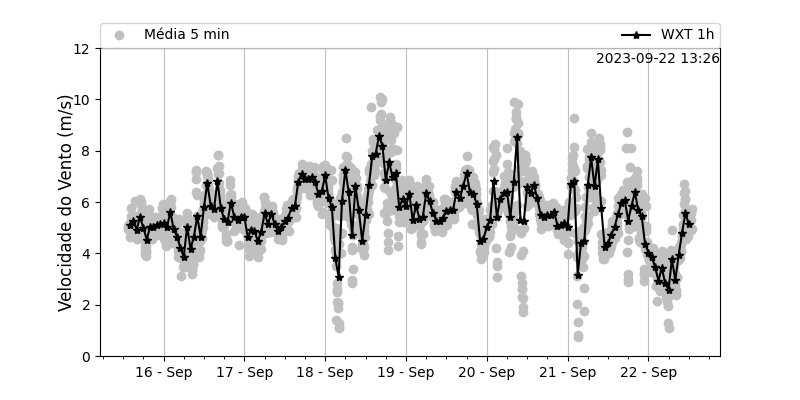 Média 5 min
WXT 1h
2023-09-22 13:26
Velocidade do Vento (m/s)
12
10
8
6
4
2
0
16 - Sep
17 - Sep
18 - Sep
19 - Sep
20 - Sep
21 - Sep
22 - Sep